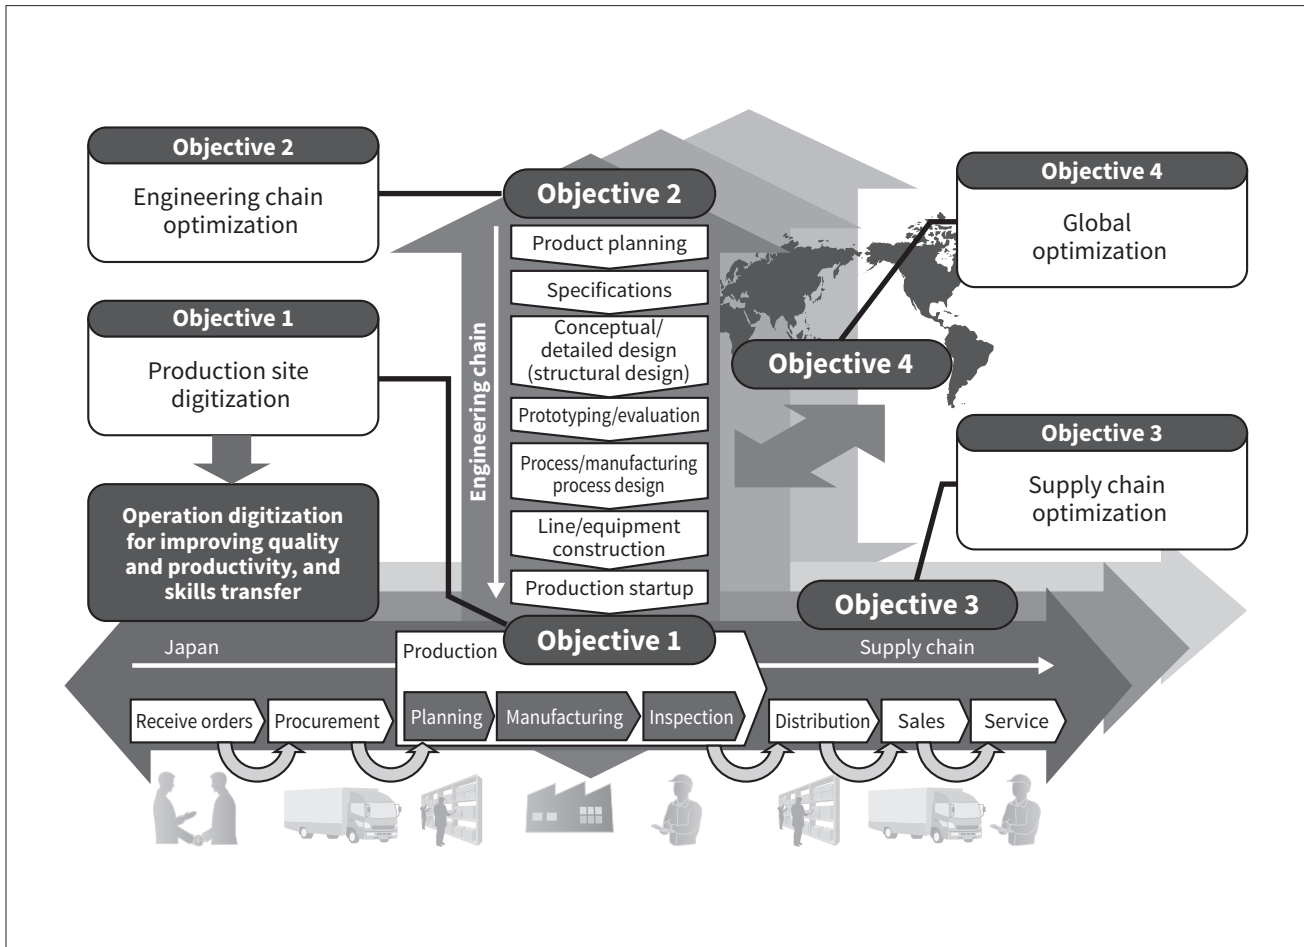 Objective 2
Engineering chain
optimization
Objective 1
Production site
digitization
Operation digitization
for improving quality
and productivity, and
skills transfer
Objective 2
Engineering chain
Product planning
Specifications
Conceptual/
detailed design
(structural design)
Prototyping/evaluation
Process/manufacturing
process design
Line/equipment
construction
Production startup
Objective 4
Global
optimization
Objective 4
Objective 3
Supply chain
optimization
Objective 3
Objective 1
Japan
Production
Supply chain
Receive orders
Procurement
Planning
Manufacturing
Inspection
Distribution
Sales
Service